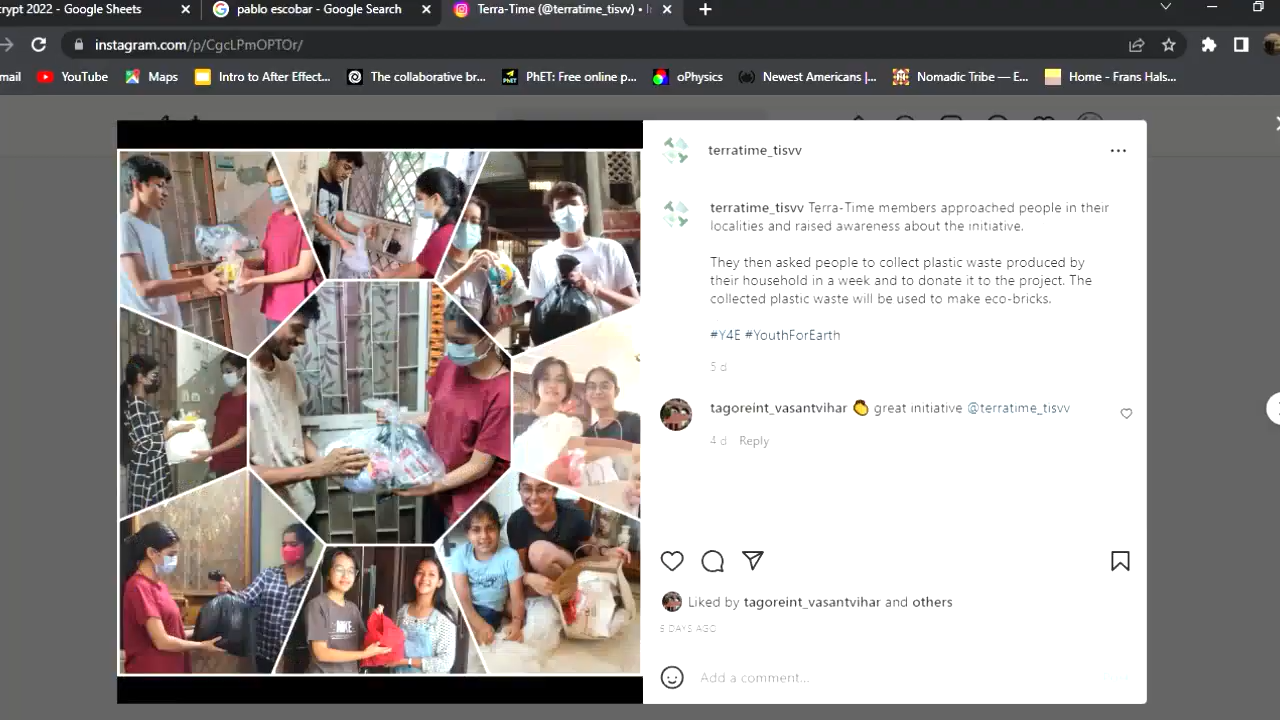 crypt 2022 - Google Sheets
pablo escobar - Google Search
Terra-Time (@terratime_tisvv) •
instagram.com/p/CgcLPmOPTOr/
mail
YouTube
Maps
Intro to After Effect...
The collaborative br...
PhET: Free online p...
oPhysics
Newest Americans |...
Nomadic Tribe — E...
Home - Frans Hals...
terratime_tisvv
terratime_tisvv Terra-Time members approached people in their
localities and raised awareness about the initiative.
They then asked people to collect plastic waste produced by
their household in a week and to donate it to the project. The
collected plastic waste will be used to make eco-bricks.
#Y4E #YouthForEarth
5 d
tagoreint_vasantvihar 👏 great initiative @terratime_tisvv
4 d Reply
Liked by tagoreint_vasantvihar and others
DAYS AGO
Add a comment...